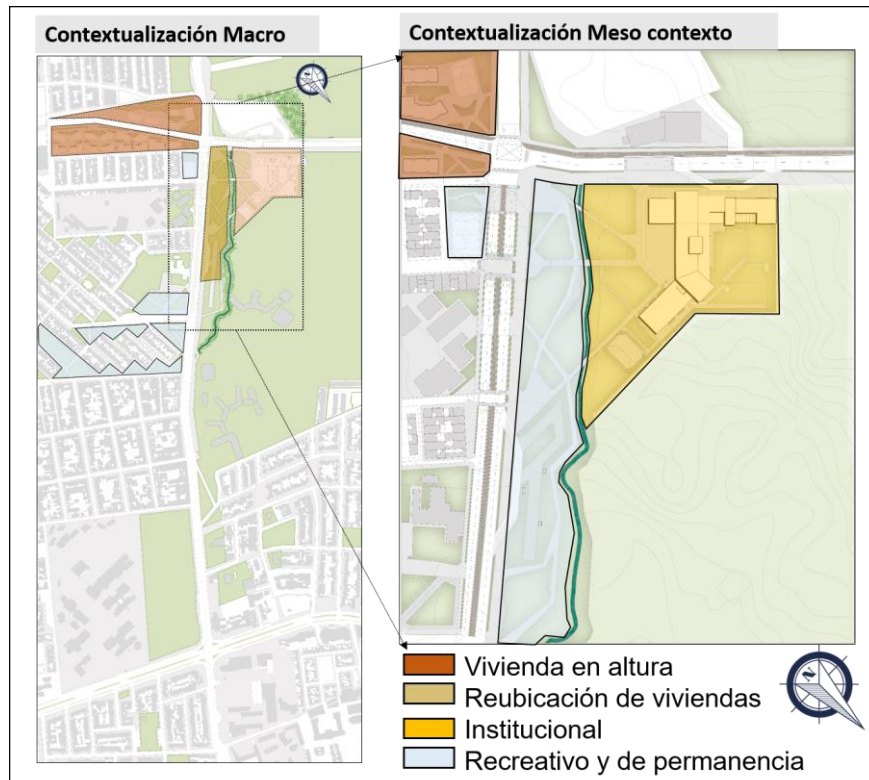 Contextualización Macro
Contextualización Meso contexto
N
N
Vivienda en altura
Reubicación de viviendas
Institucional
Recreativo y de permanencia